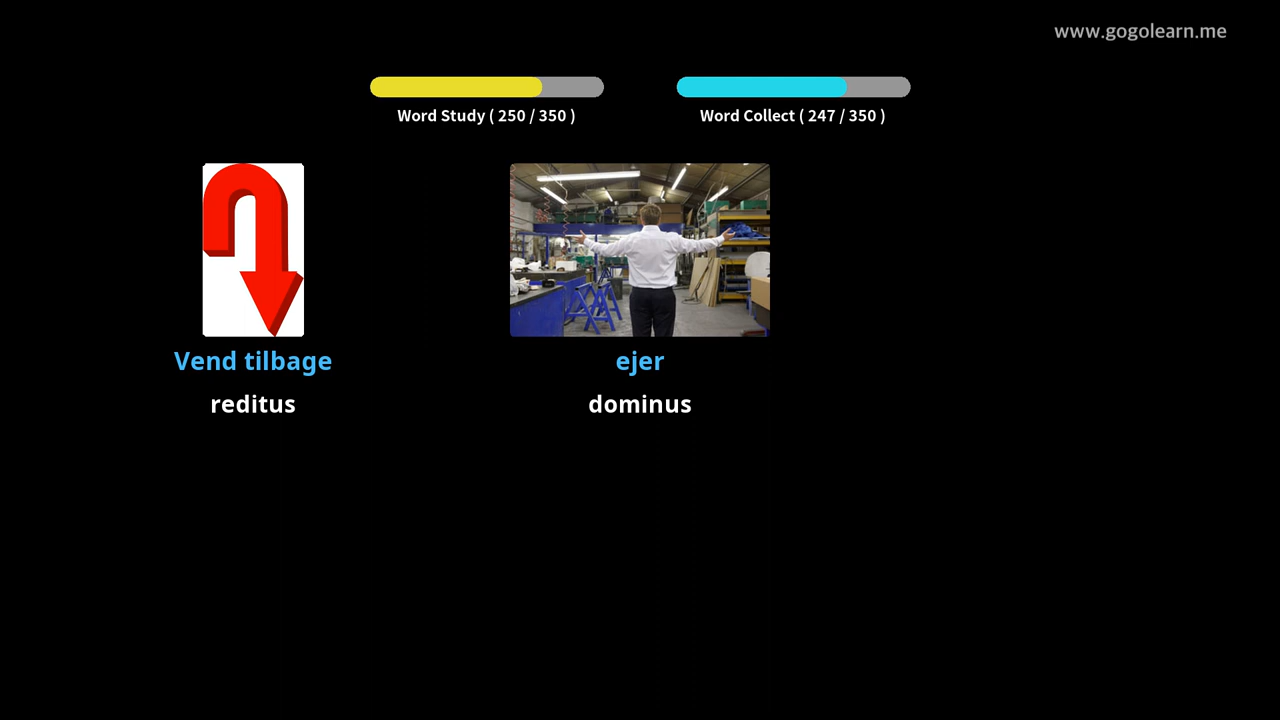 www.gogolearn.me
Word Study ( 250 / 350 )
Word Collect ( 247 / 350 )
Vend tilbage
ejer
reditus
dominus